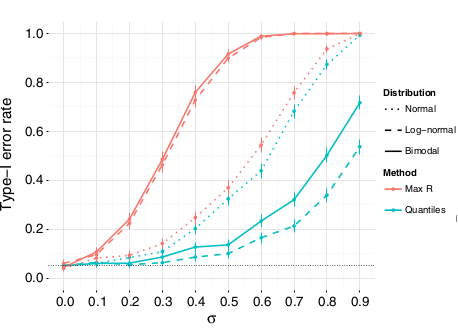 Type−I error rate
1.0
0.8
0.6
0.4
0.2
0.0
0.0 0.1 0.2 0.3 0.4 0.5 0.6 0.7 0.8 0.9
σ
Distribution
Normal
Log−normal
Bimodal
Method
Max R
Quantiles